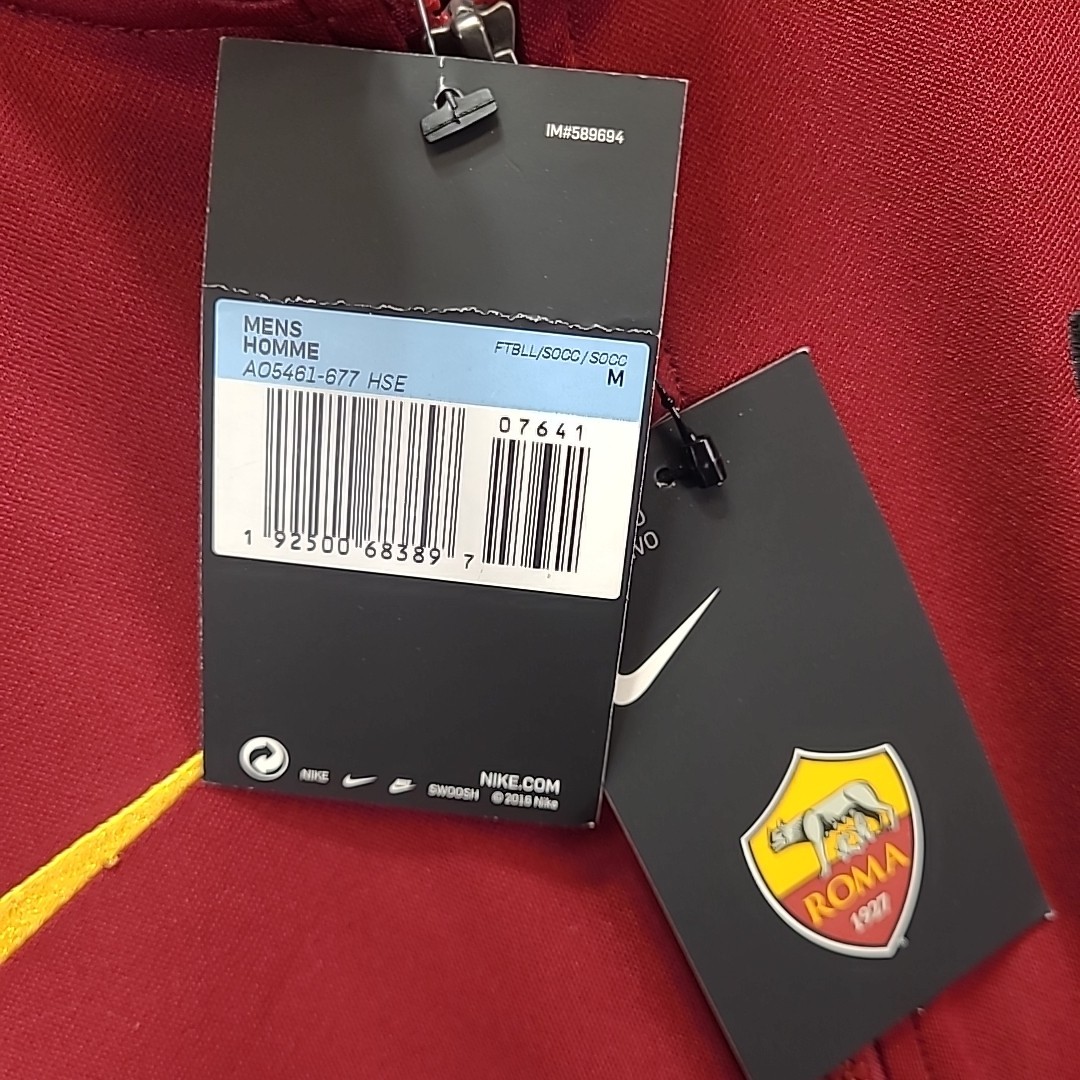 IM#589694
MENS
HOMME
FTBLL/SOCC/SOCC
AO5461-677 HSE
M
07641
1 92500 68389 7
NIKE
SWOOSH
NIKE.COM
© 2016 Nike
VO
ROMA
1927